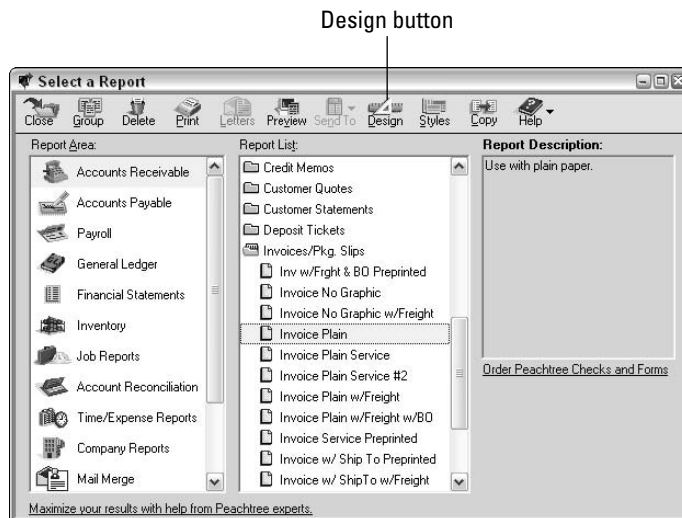 Design button
Select a Report
Close Group Delete Print Letters Preview Send To Design Styles Copy Help
Report Area:
Accounts Receivable
Accounts Payable
Payroll
General Ledger
Financial Statements
Inventory
Job Reports
Account Reconciliation
Time/Expense Reports
Company Reports
Mail Merge
Report List:
Credit Memos
Customer Quotes
Customer Statements
Deposit Tickets
Invoices/Pkg. Slips
Inv w/Frght & BO Preprinted
Invoice No Graphic
Invoice No Graphic w/Freight
Invoice Plain
Invoice Plain Service
Invoice Plain Service #2
Invoice Plain w/Freight
Invoice Plain w/Freight w/BO
Invoice Service Preprinted
Invoice w/ Ship To Preprinted
Invoice w/ ShipTo w/Freight
Report Description:
Use with plain paper.
Order Peachtree Checks and Forms
Maximize your results with help from Peachtree experts.